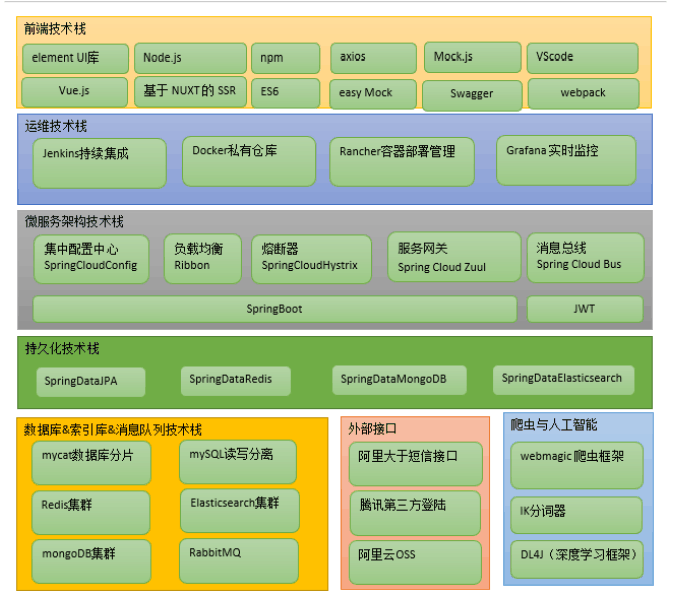 前端技术栈
element UI库
Node.js
npm
axios
Mock.js
VScode
Vue.js
基于 NUXT的 SSR
ES6
easy Mock
Swagger
webpack
运维技术栈
Jenkins持续集成
Docker私有仓库
Rancher容器部署管理
Grafana 实时监控
微服务架构技术栈
集中配置中心
SpringCloudConfig
负载均衡
Ribbon
熔断器
SpringCloudHystrix
服务网关
Spring Cloud Zuul
消息总线
Spring Cloud Bus
SpringBoot
JWT
持久化技术栈
SpringDataJPA
SpringDataRedis
SpringDataMongoDB
SpringDataElasticsearch
数据库&索引库&消息队列技术栈
mycat数据库分片
mySQL读写分离
Redis集群
Elasticsearch集群
mongoDB集群
RabbitMQ
外部接口
阿里大于短信接口
腾讯第三方登陆
阿里云OSS
爬虫与人工智能
webmagic 爬虫框架
IK分词器
DL4J（深度学习框架）